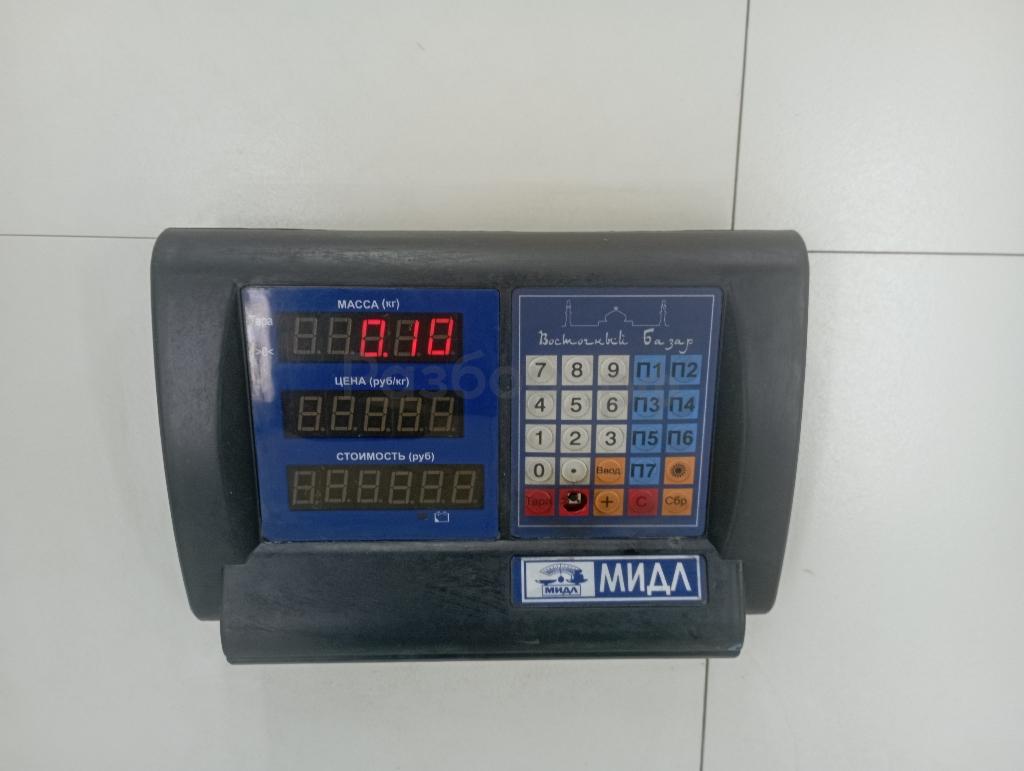 МАССА (кг)
Тара
>0<
0.10
ЦЕНА (руб/кг)
СТОИМОСТЬ (руб)
Восточный Базар
7 8 9 П1 П2
4 5 6 П3 П4
1 2 3 П5 П6
0 . Ввод П7
Тара + С Сбр
МИДЛ МИДЛ